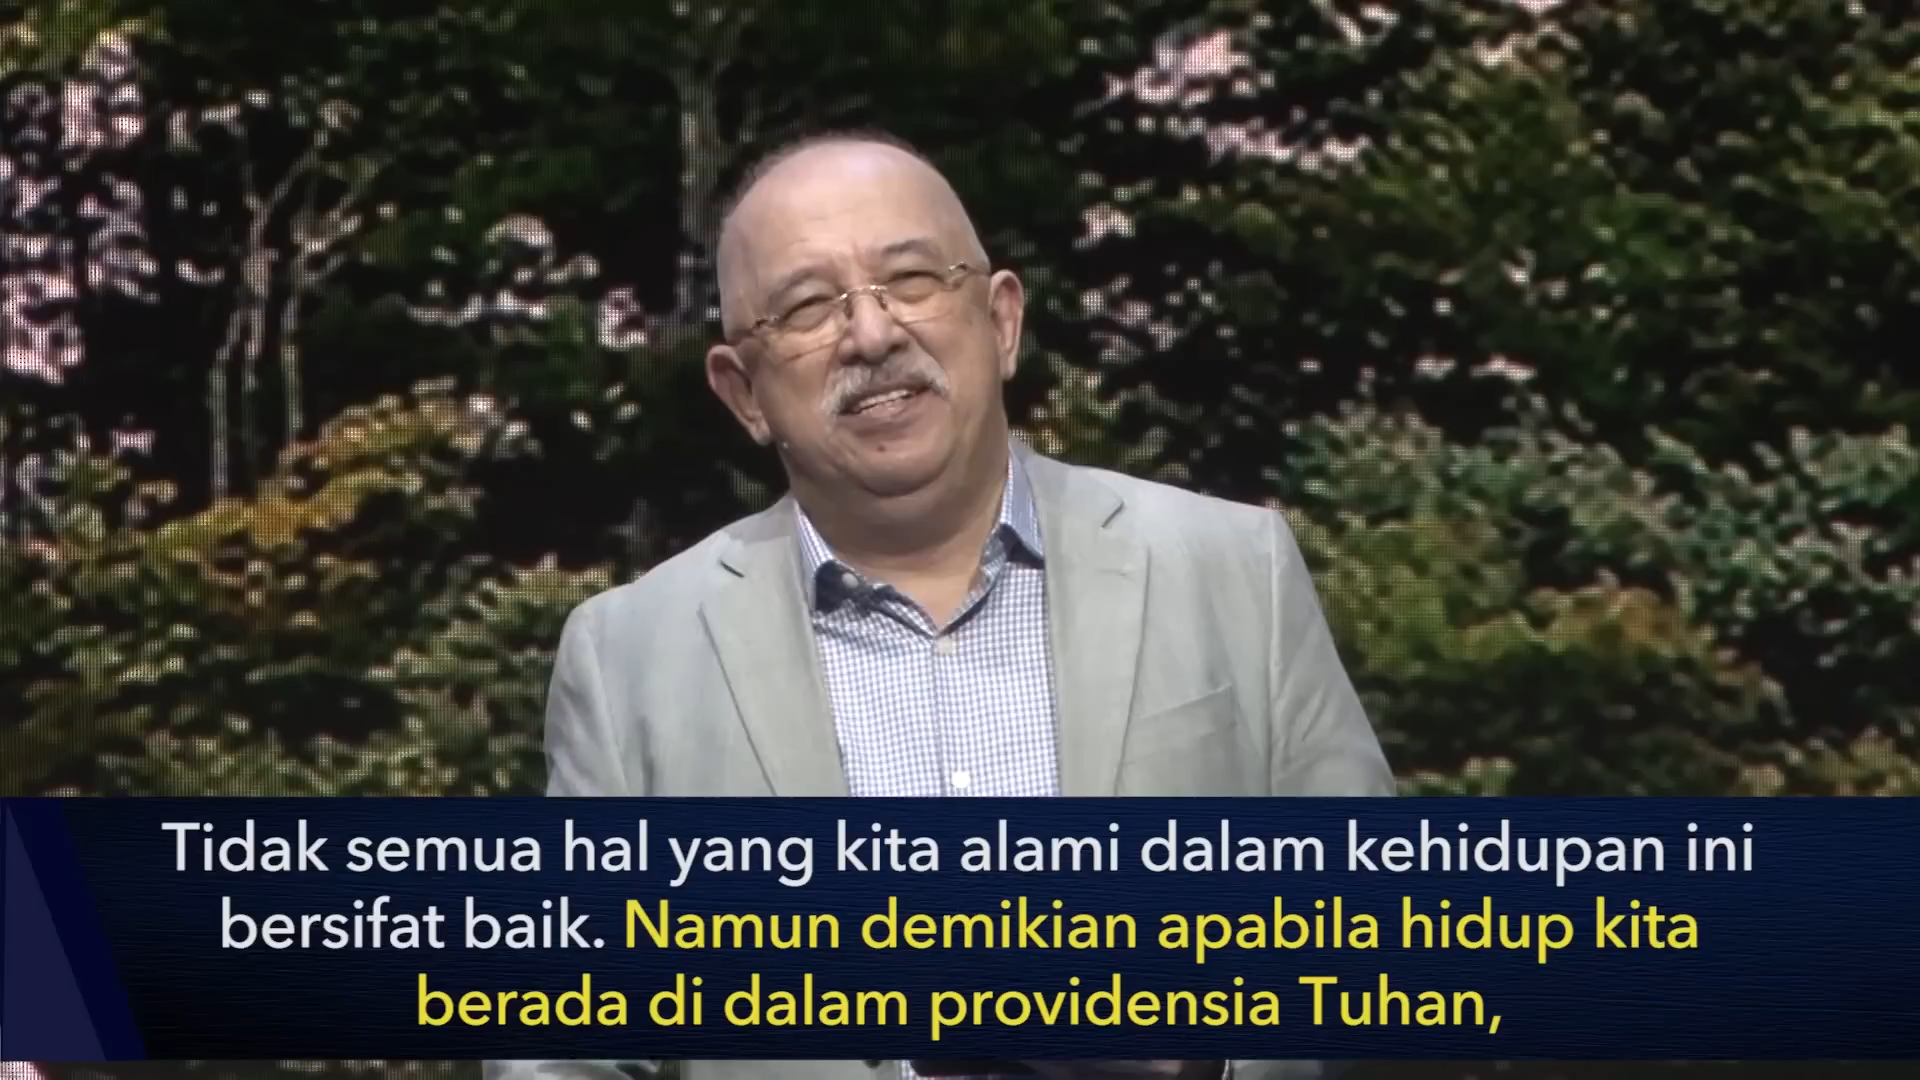 Tidak semua hal yang kita alami dalam kehidupan ini
bersifat baik. Namun demikian apabila hidup kita
berada di dalam providensia Tuhan,